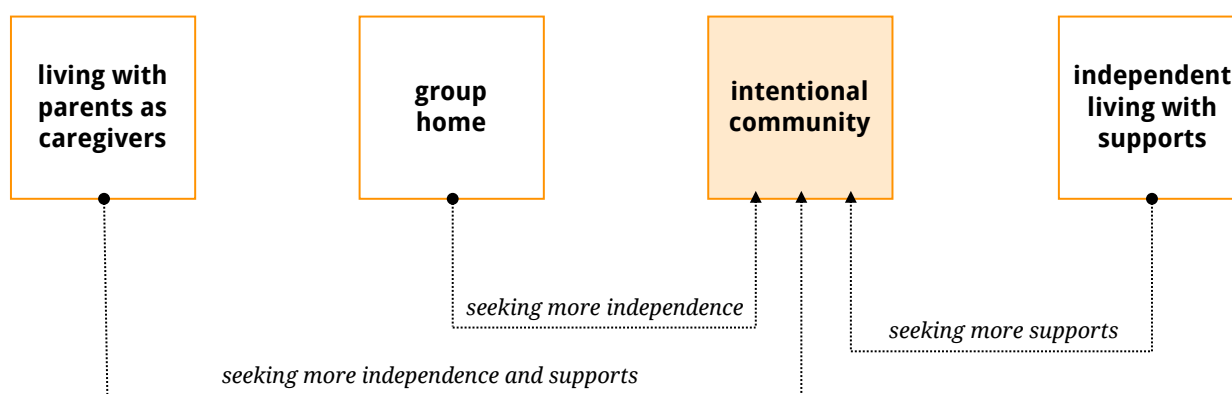 living with
parents as
caregivers
group
home
intentional
community
independent
living with
supports
seeking more independence
seeking more supports
seeking more independence and supports